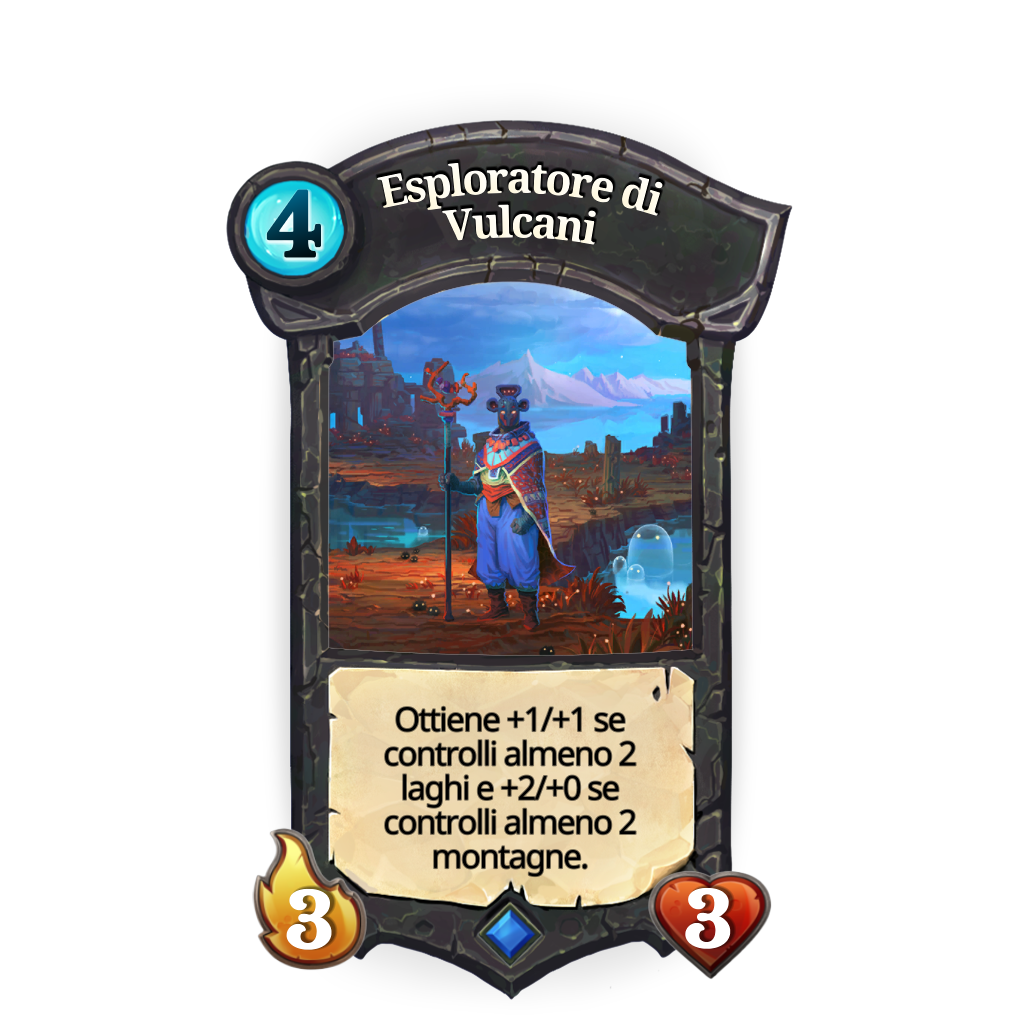 4
Esploratore di
Vulcani
Ottiene +1/+1 se
controlli almeno 2
laghi e +2/+0 se
controlli almeno 2
montagne.
3
3